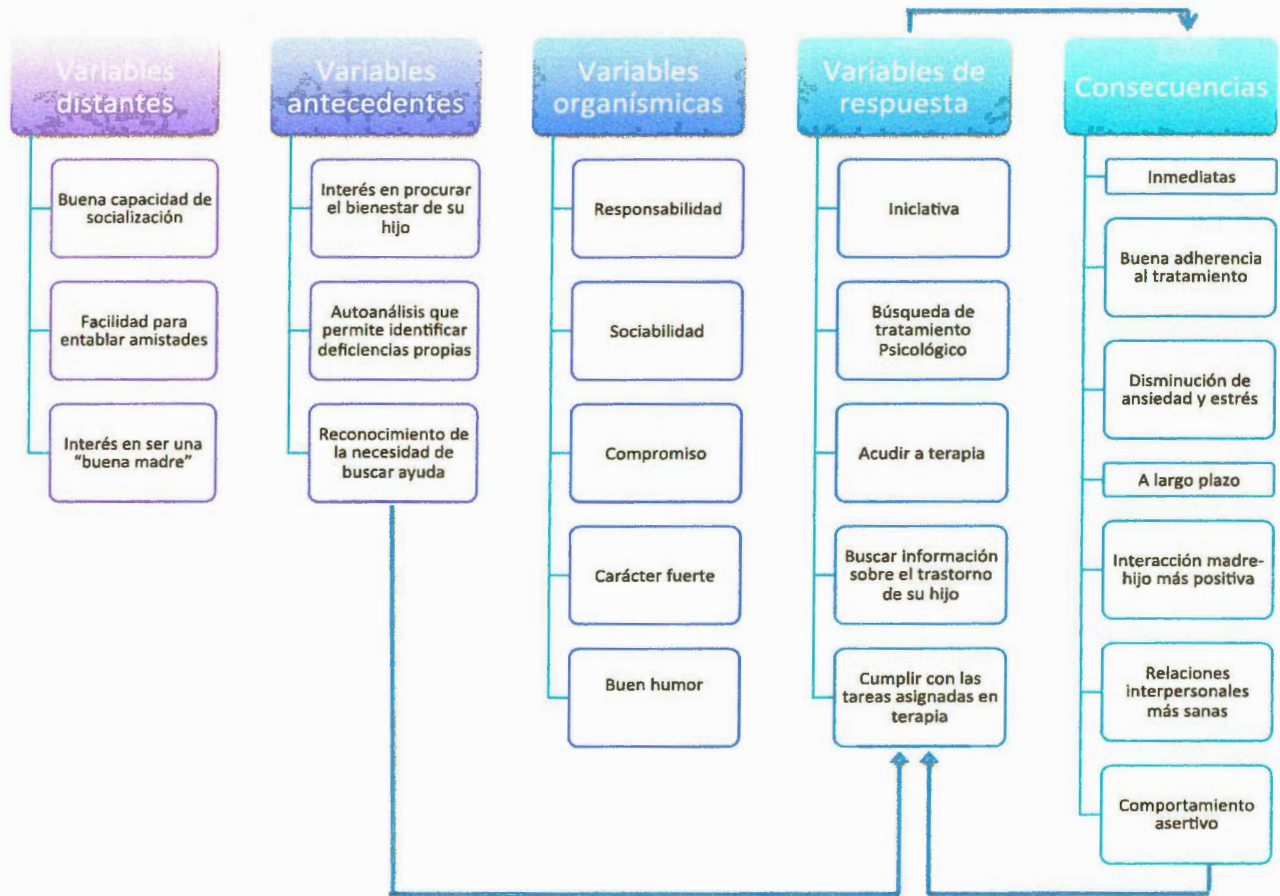 Variables
distantes
Buena capacidad de
socialización
Facilidad para
entablar amistades
Interés en ser una
“buena madre”
Variables
antecedentes
Interés en procurar
el bienestar de su
hijo
Autoanálisis que
permite identificar
deficiencias propias
Reconocimiento de
la necesidad de
buscar ayuda
Variables
organísmicas
Responsabilidad
Sociabilidad
Compromiso
Carácter fuerte
Buen humor
Variables de
respuesta
Iniciativa
Búsqueda de
tratamiento
Psicológico
Acudir a terapia
Buscar información
sobre el trastorno
de su hijo
Cumplir con las
tareas asignadas en
terapia
Consecuencias
Inmediatas
Buena adherencia
al tratamiento
Disminución de
ansiedad y estrés
A largo plazo
Interacción madre-
hijo más positiva
Relaciones
interpersonales
más sanas
Comportamiento
asertivo